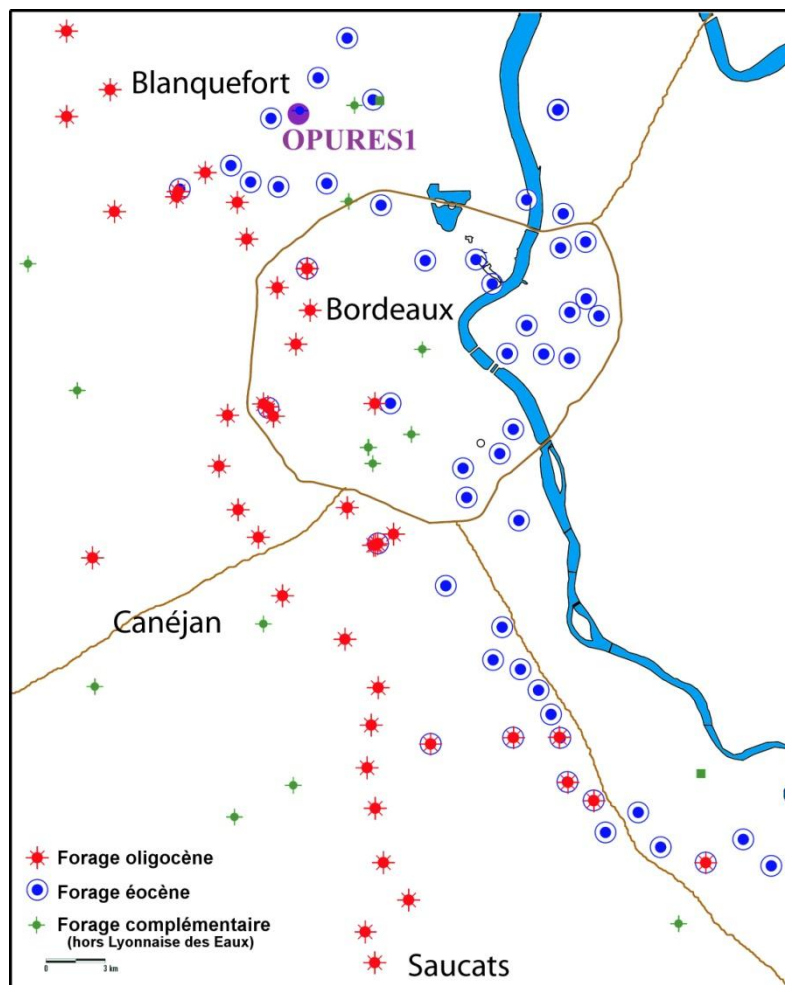 Blanquefort
OPURES1
Bordeaux
Canéjan
Forage oligocène
Forage éocène
Forage complémentaire
(hors Lyonnaise des Eaux)
0 3 km
Saucats